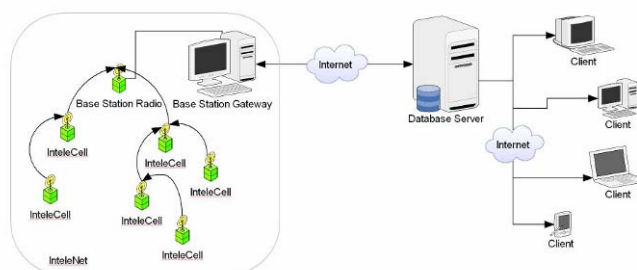 Base Station Radio
Base Station Gateway
InteleCell
InteleCell
InteleCell
InteleCell
InteleCell
InteleCell
InteleNet
Internet
Database Server
Internet
Client
Client
Client
Client